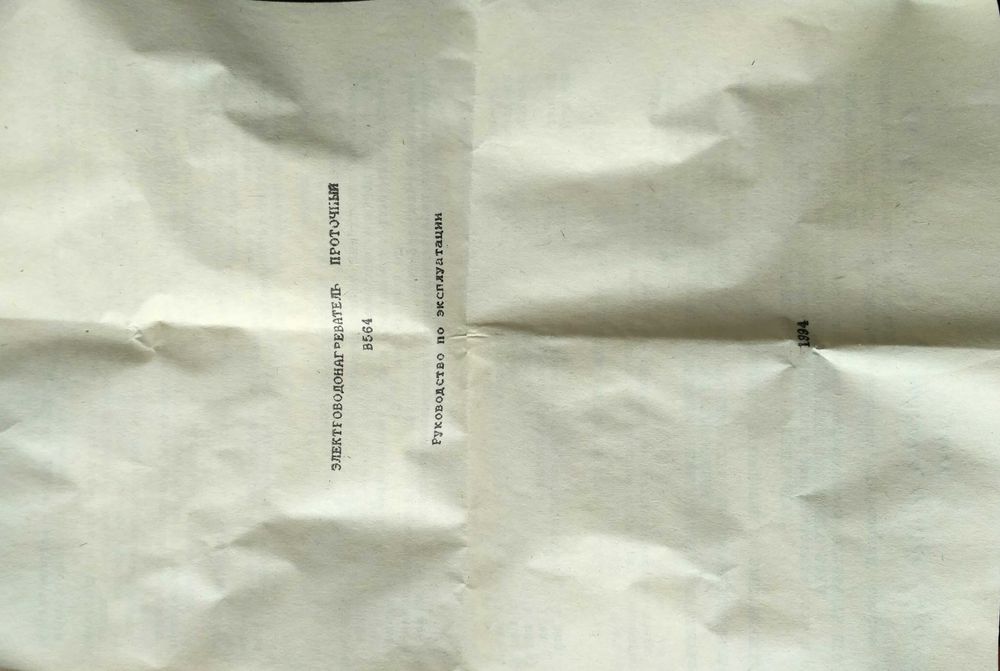 ЭЛЕКТРОВОДОНАГРЕВАТЕЛЬ ПРОТОЧНЫЙ
В564
Руководство по эксплуатации
1994